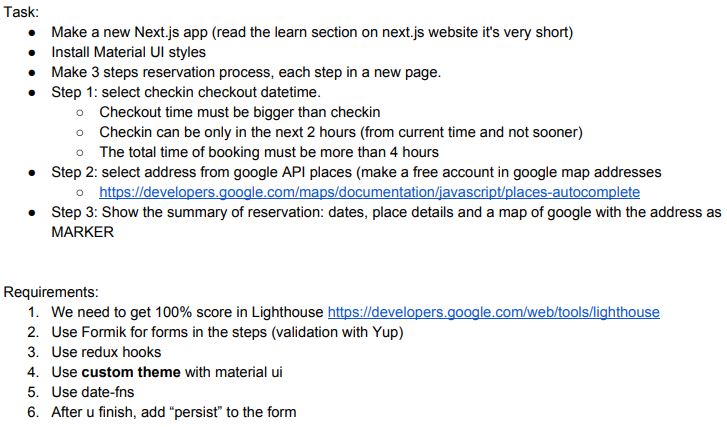 Task:
● Make a new Next.js app (read the learn section on next.js website it's very short)
● Install Material UI styles
● Make 3 steps reservation process, each step in a new page.
● Step 1: select checkin checkout datetime.
○ Checkout time must be bigger than checkin
○ Checkin can be only in the next 2 hours (from current time and not sooner)
○ The total time of booking must be more than 4 hours
● Step 2: select address from google API places (make a free account in google map addresses
○ https://developers.google.com/maps/documentation/javascript/places-autocomplete
● Step 3: Show the summary of reservation: dates, place details and a map of google with the address as
MARKER
Requirements:
1. We need to get 100% score in Lighthouse https://developers.google.com/web/tools/lighthouse
2. Use Formik for forms in the steps (validation with Yup)
3. Use redux hooks
4. Use custom theme with material ui
5. Use date-fns
6. After u finish, add “persist” to the form